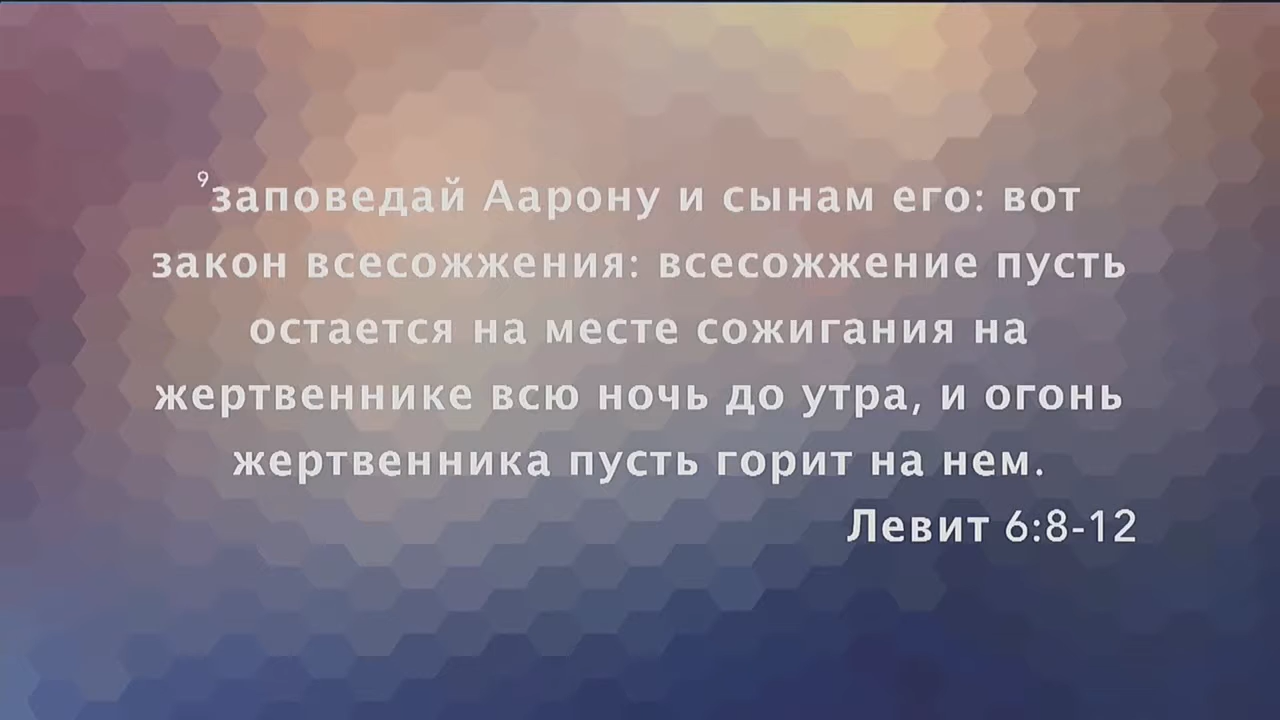 ⁹заповедай Аарону и сынам его: вот
закон всесожжения: всесожжение пусть
остается на месте сожигания на
жертвеннике всю ночь до утра, и огонь
жертвенника пусть горит на нем.
Левит 6:8-12